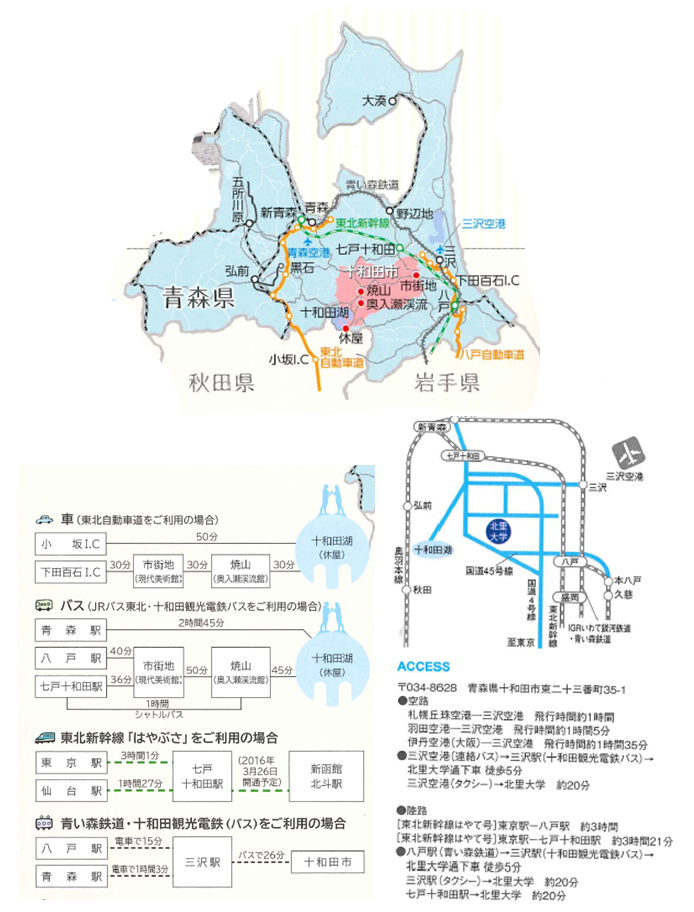 大湊
青い森鉄道
五所川原
新青森
青森
野辺地
東北新幹線
三沢空港
青森空港
七戸十和田
三沢
弘前
黒石
十和田市
市街地
下田百石I.C
青森県
焼山
奥入瀬渓流
八戸
十和田湖
休屋
小坂I.C
東北
自動車道
八戸自動車道
秋田県
岩手県
新青森
七戸十和田
三沢空港
三沢
弘前
北里
大学
十和田湖
国道45号線
八戸
本八戸
奥羽本線
秋田
国道4号線
盛岡
久慈
東北新幹線
IGRいわて銀河鉄道
・青い森鉄道
至東京
車(東北自動車道をご利用の場合)
小坂I.C
50分
十和田湖
(休屋)
下田百石I.C
30分
市街地
(現代美術館)
30分
焼山
(奥入瀬渓流館)
30分
バス(JRバス東北・十和田観光電鉄バスをご利用の場合)
青森駅
2時間45分
八戸駅
40分
市街地
(現代美術館)
50分
焼山
(奥入瀬渓流館)
45分
十和田湖
(休屋)
七戸十和田駅
36分
1時間
シャトルバス
東北新幹線「はやぶさ」をご利用の場合
東京駅
3時間1分
七戸
十和田駅
(2016年
3月26日
開通予定)
新函館
北斗駅
仙台駅
1時間27分
青い森鉄道・十和田観光電鉄(バス)をご利用の場合
八戸駅
電車で15分
三沢駅
バスで26分
十和田市
青森駅
電車で1時間3分
ACCESS
〒034-8628 青森県十和田市東二十三番町35-1
●空路
札幌丘珠空港―三沢空港 飛行時間約1時間
羽田空港―三沢空港 飛行時間約1時間5分
伊丹空港(大阪)―三沢空港 飛行時間約1時間35分
●三沢空港(連絡バス)→三沢駅(十和田観光電鉄バス)→
北里大学通下車 徒歩5分
三沢空港(タクシー)→北里大学 約20分
●陸路
[東北新幹線はやて号]東京駅―八戸駅 約3時間
[東北新幹線はやて号]東京駅―七戸十和田駅 約3時間21分
●八戸駅(青い森鉄道)→三沢駅(十和田観光電鉄バス)→
北里大学通下車 徒歩5分
三沢駅(タクシー)→北里大学 約20分
七戸十和田駅→北里大学 約20分